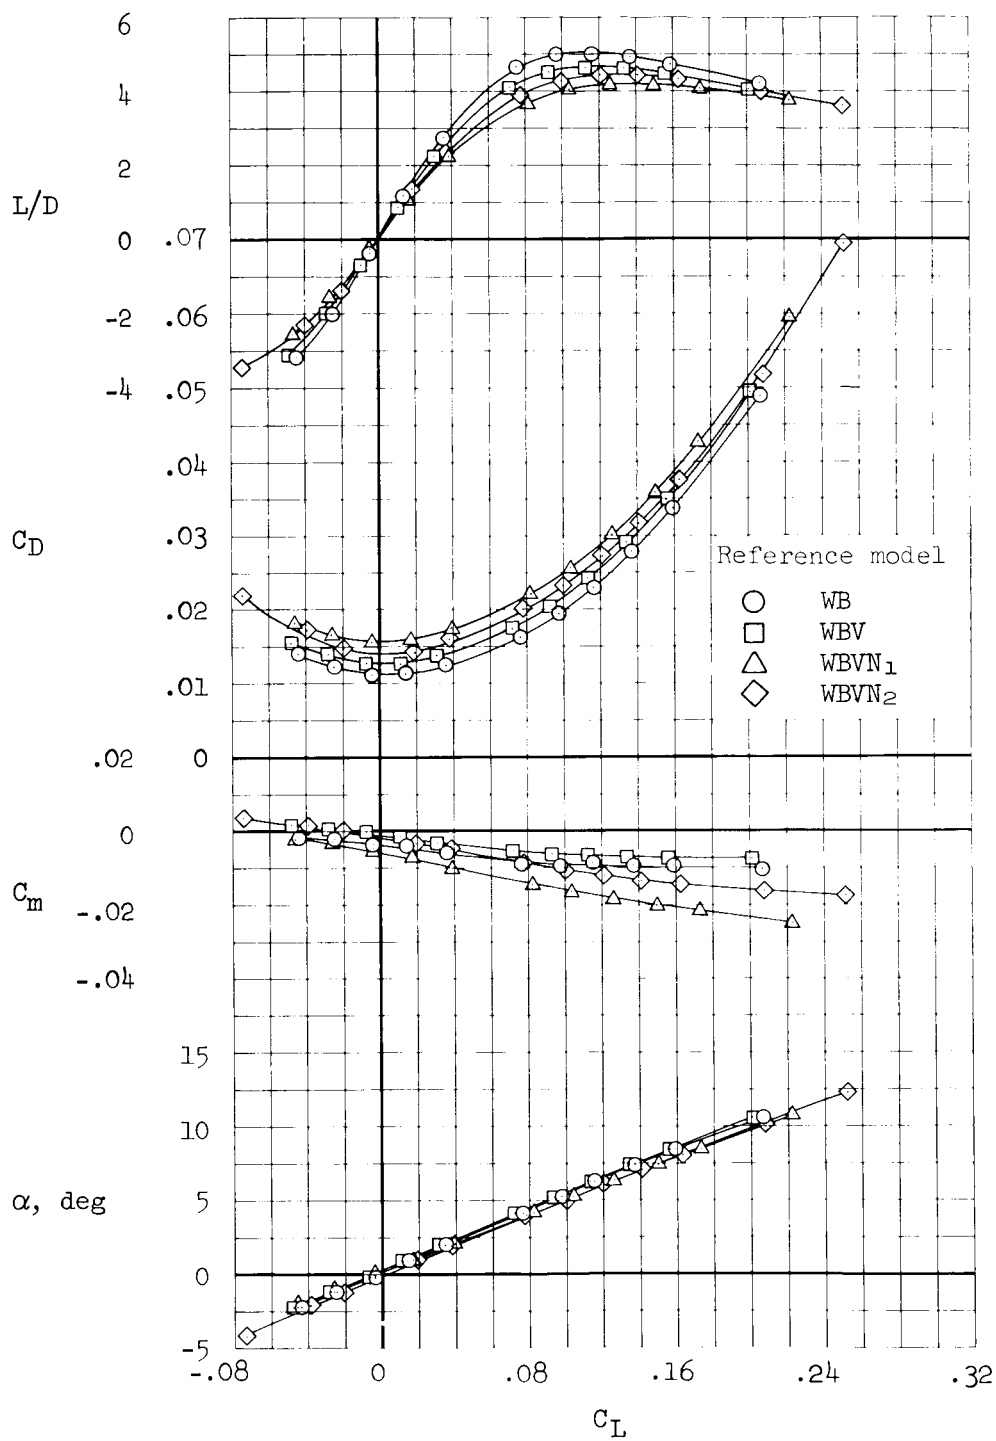 6
4
2
L/D
0 .07
-2 .06
-4 .05
.04
C_D .03
Reference model
WB
.02 WBV
WBVN₁
.01 WBVN₂
.02 0
0
C_m -.02
-.04
15
10
α, deg 5
0
-5
-.08 0 .08 .16 .24 .32
C_L